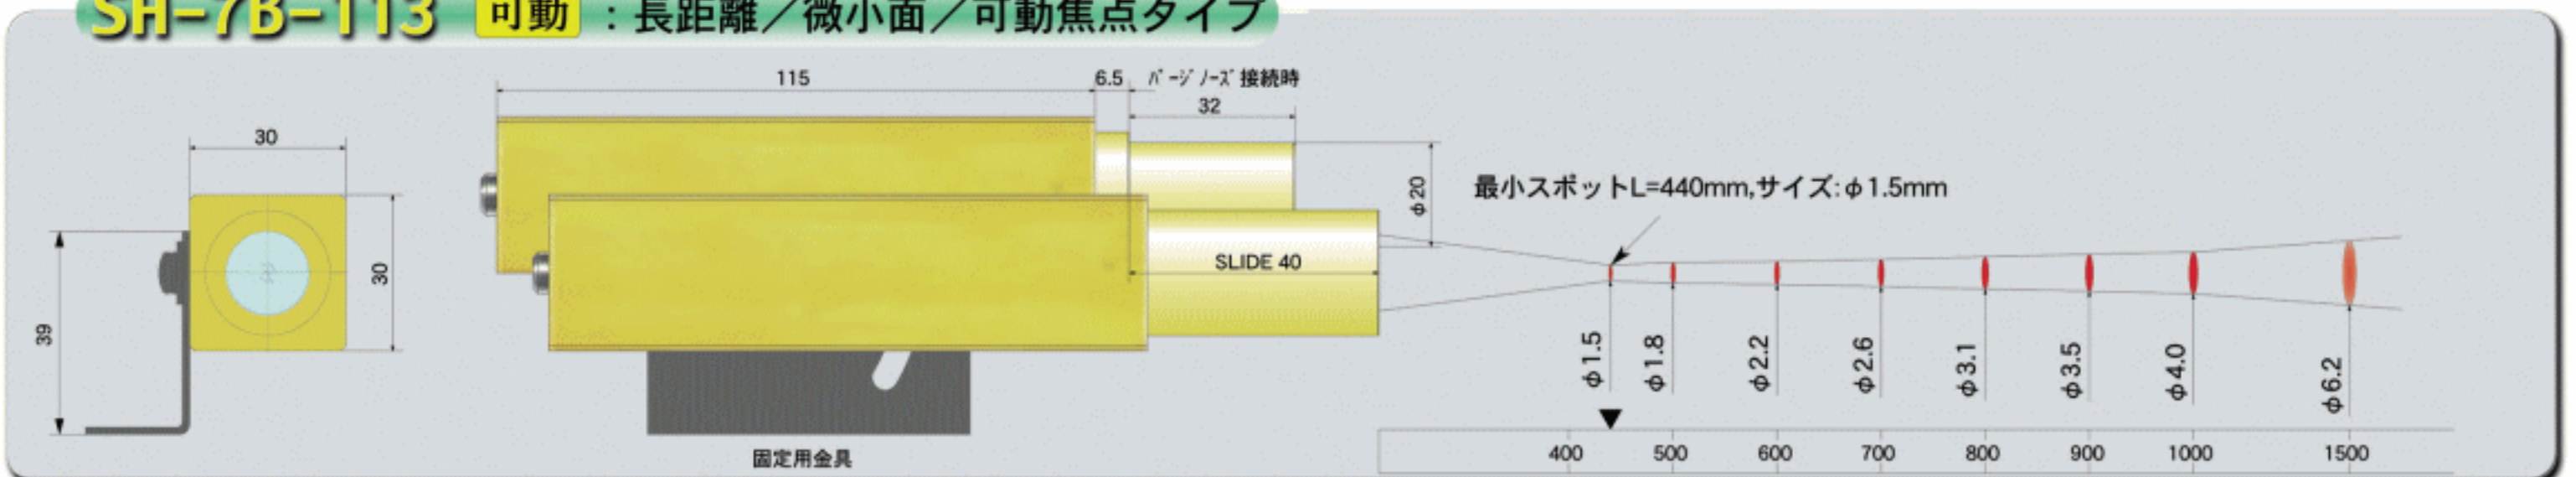 SH-7B-113 可動 : 長距離／微小面／可動焦点タイプ
115
6.5
ﾊﾟｰｼﾞﾉｰｽﾞ接続時
32
30
30
39
φ20
SLIDE 40
最小スポットL=440mm,サイズ:φ1.5mm
φ1.5
φ1.8
φ2.2
φ2.6
φ3.1
φ3.5
φ4.0
φ6.2
固定用金具
400 500 600 700 800 900 1000 1500